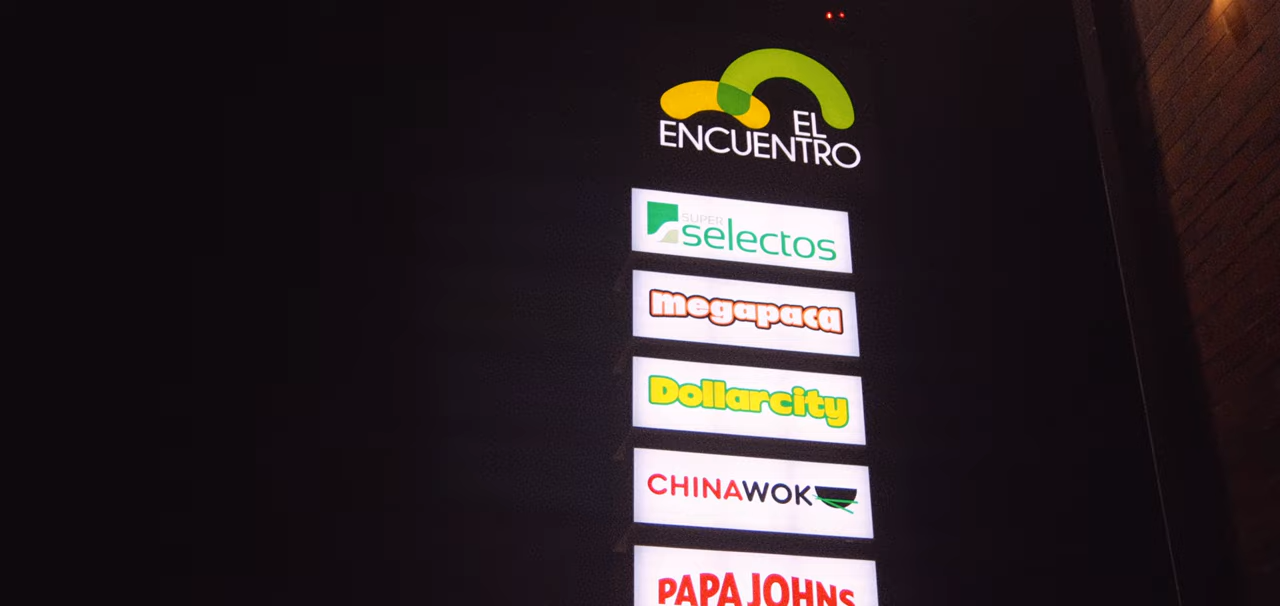 EL
ENCUENTRO
SUPER
selectos
megapaca
Dollarcity
CHINAWOK
PAPA JOHNS